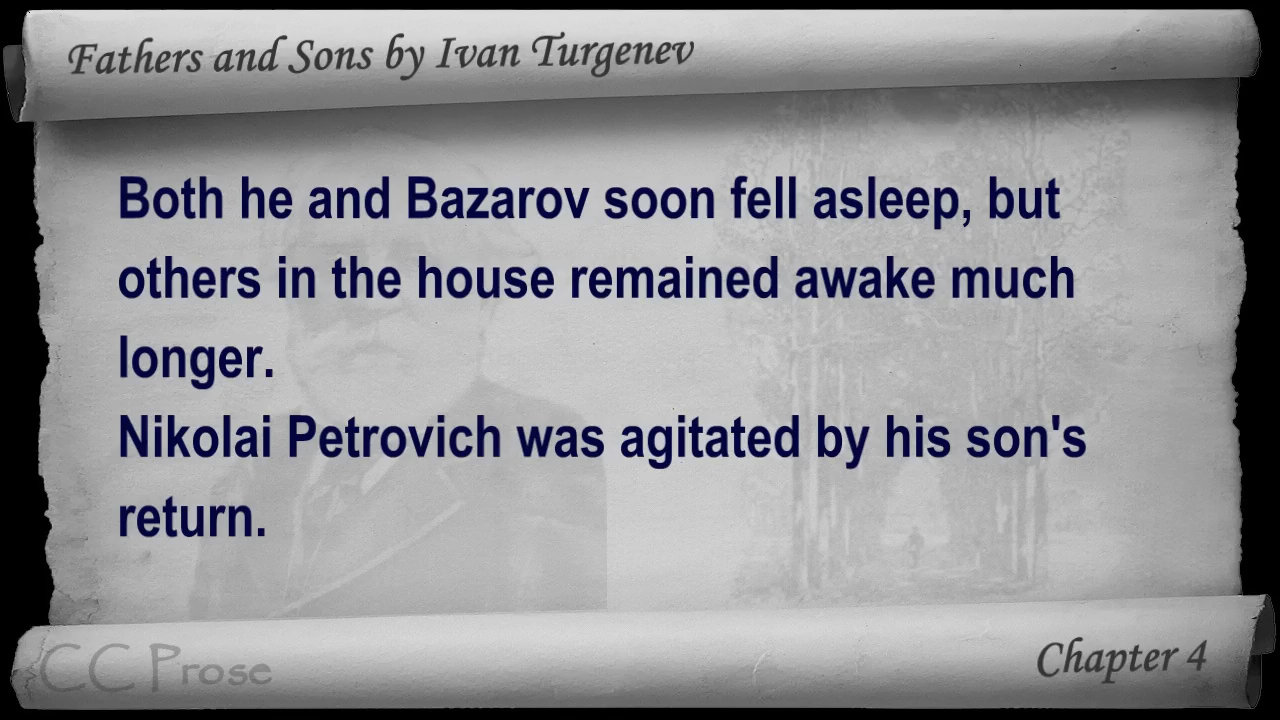 Fathers and Sons by Ivan Turgenev
Both he and Bazarov soon fell asleep, but
others in the house remained awake much
longer.
Nikolai Petrovich was agitated by his son's
return.
CC Prose
Chapter 4